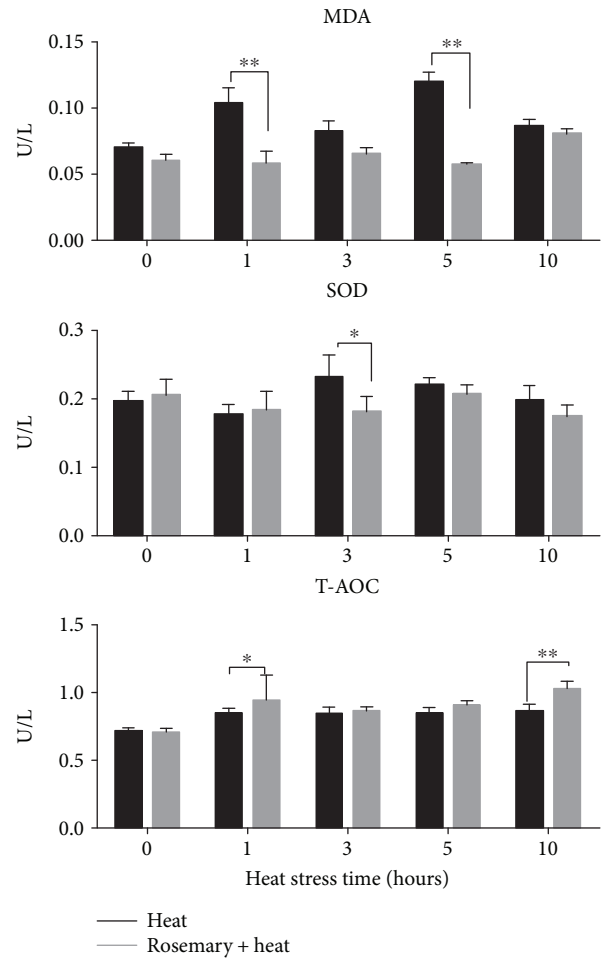 MDA
0.15
0.10
0.05
0.00
U/L
** **
0 1 3 5 10
SOD
0.3
0.2
0.1
0.0
U/L
*
0 1 3 5 10
T-AOC
1.5
1.0
0.5
0.0
U/L
* **
0 1 3 5 10
Heat stress time (hours)
Heat
Rosemary + heat